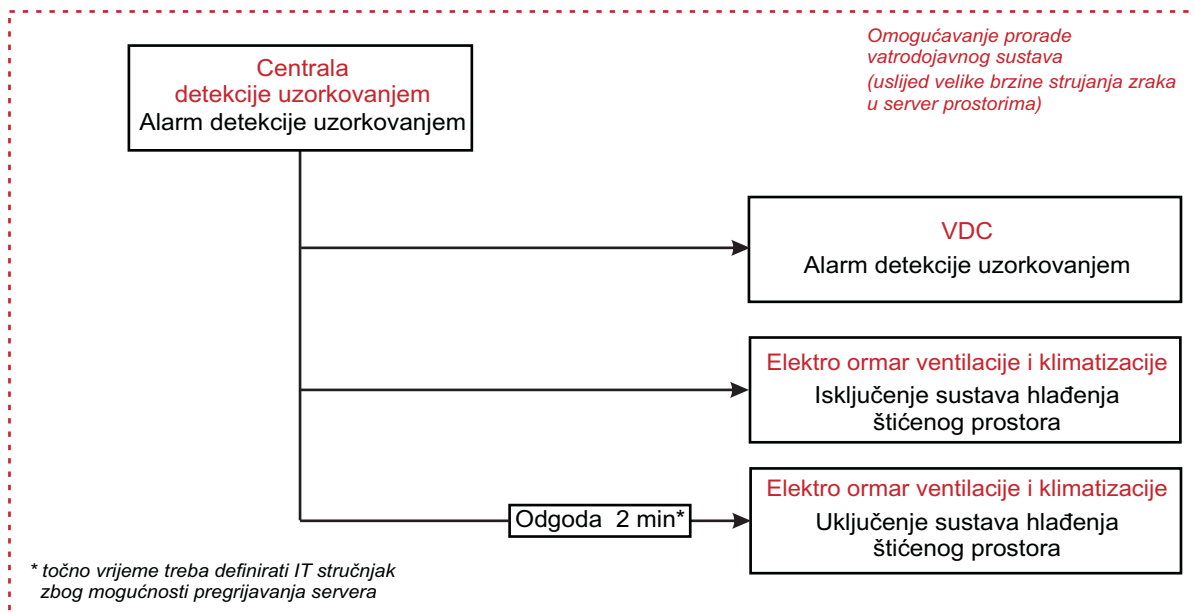 Omogućavanje prorade
vatrodojavnog sustava
(uslijed velike brzine strujanja zraka
u server prostorima)
Centrala
detekcije uzorkovanjem
Alarm detekcije uzorkovanjem
VDC
Alarm detekcije uzorkovanjem
Elektro ormar ventilacije i klimatizacije
Isključenje sustava hlađenja
štićenog prostora
Elektro ormar ventilacije i klimatizacije
Odgoda 2 min*
Uključenje sustava hlađenja
štićenog prostora
* točno vrijeme treba definirati IT stručnjak
zbog mogućnosti pregrijavanja servera